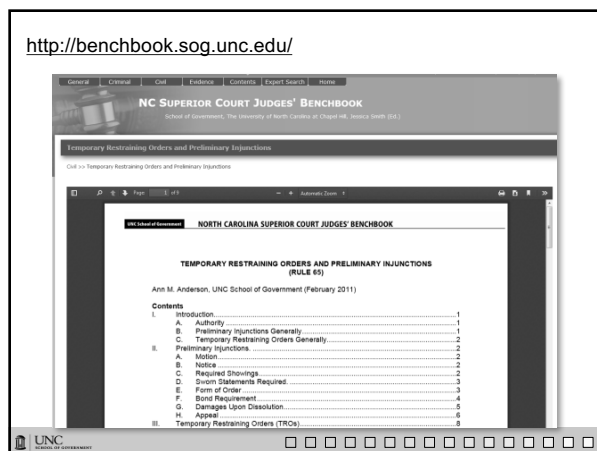 http://benchbook.sog.unc.edu/
General Criminal Civil Evidence Contents Expert Search Home
NC SUPERIOR COURT JUDGES' BENCHBOOK
School of Government, The University of North Carolina at Chapel Hill, Jessica Smith (Ed.)
Temporary Restraining Orders and Preliminary Injunctions
Civil >> Temporary Restraining Orders and Preliminary Injunctions
Page 1 of 9 Automatic Zoom
UNC School of Government NORTH CAROLINA SUPERIOR COURT JUDGES' BENCHBOOK
TEMPORARY RESTRAINING ORDERS AND PRELIMINARY INJUNCTIONS
(RULE 65)
Ann M. Anderson, UNC School of Government (February 2011)
Contents
I. Introduction....................1
A. Authority....................1
B. Preliminary Injunctions Generally....................1
C. Temporary Restraining Orders Generally....................2
II. Preliminary Injunctions....................2
A. Motion....................2
B. Notice....................2
C. Required Showings....................2
D. Sworn Statements Required....................3
E. Form of Order....................3
F. Bond Requirement....................4
G. Damages Upon Dissolution....................5
H. Appeal....................6
III. Temporary Restraining Orders (TROs)....................8
UNC
SCHOOL OF GOVERNMENT